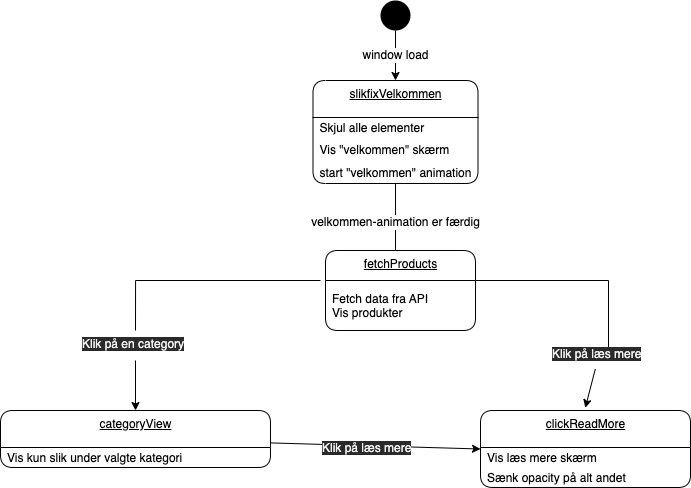 window load
slikfixVelkommen
Skjul alle elementer
Vis "velkommen" skærm
start "velkommen" animation
velkommen-animation er færdig
fetchProducts
Fetch data fra API
Vis produkter
Klik på en category
Klik på læs mere
categoryView
Vis kun slik under valgte kategori
Klik på læs mere
clickReadMore
Vis læs mere skærm
Sænk opacity på alt andet